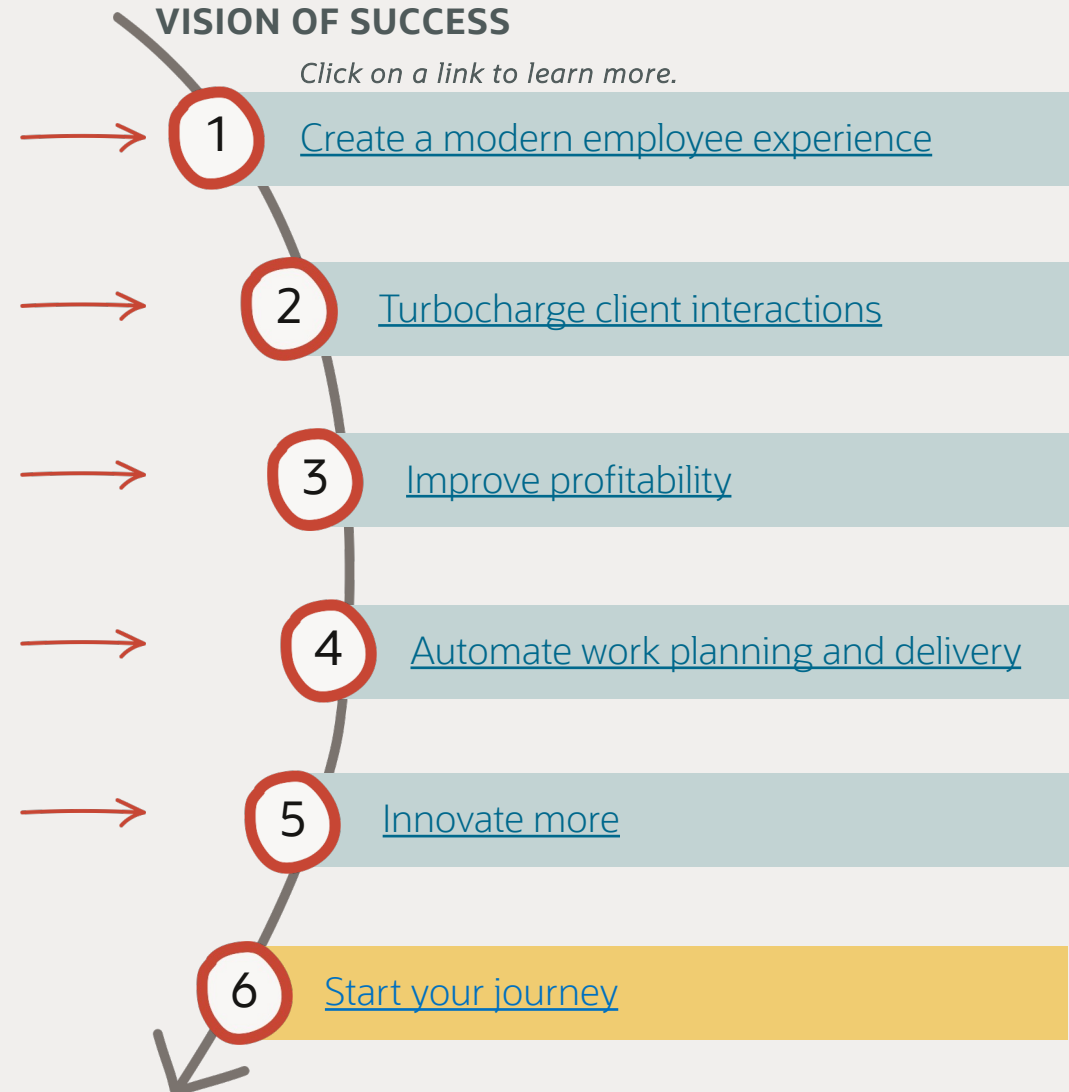 VISION OF SUCCESS
Click on a link to learn more.
1 Create a modern employee experience
2 Turbocharge client interactions
3 Improve profitability
4 Automate work planning and delivery
5 Innovate more
6 Start your journey